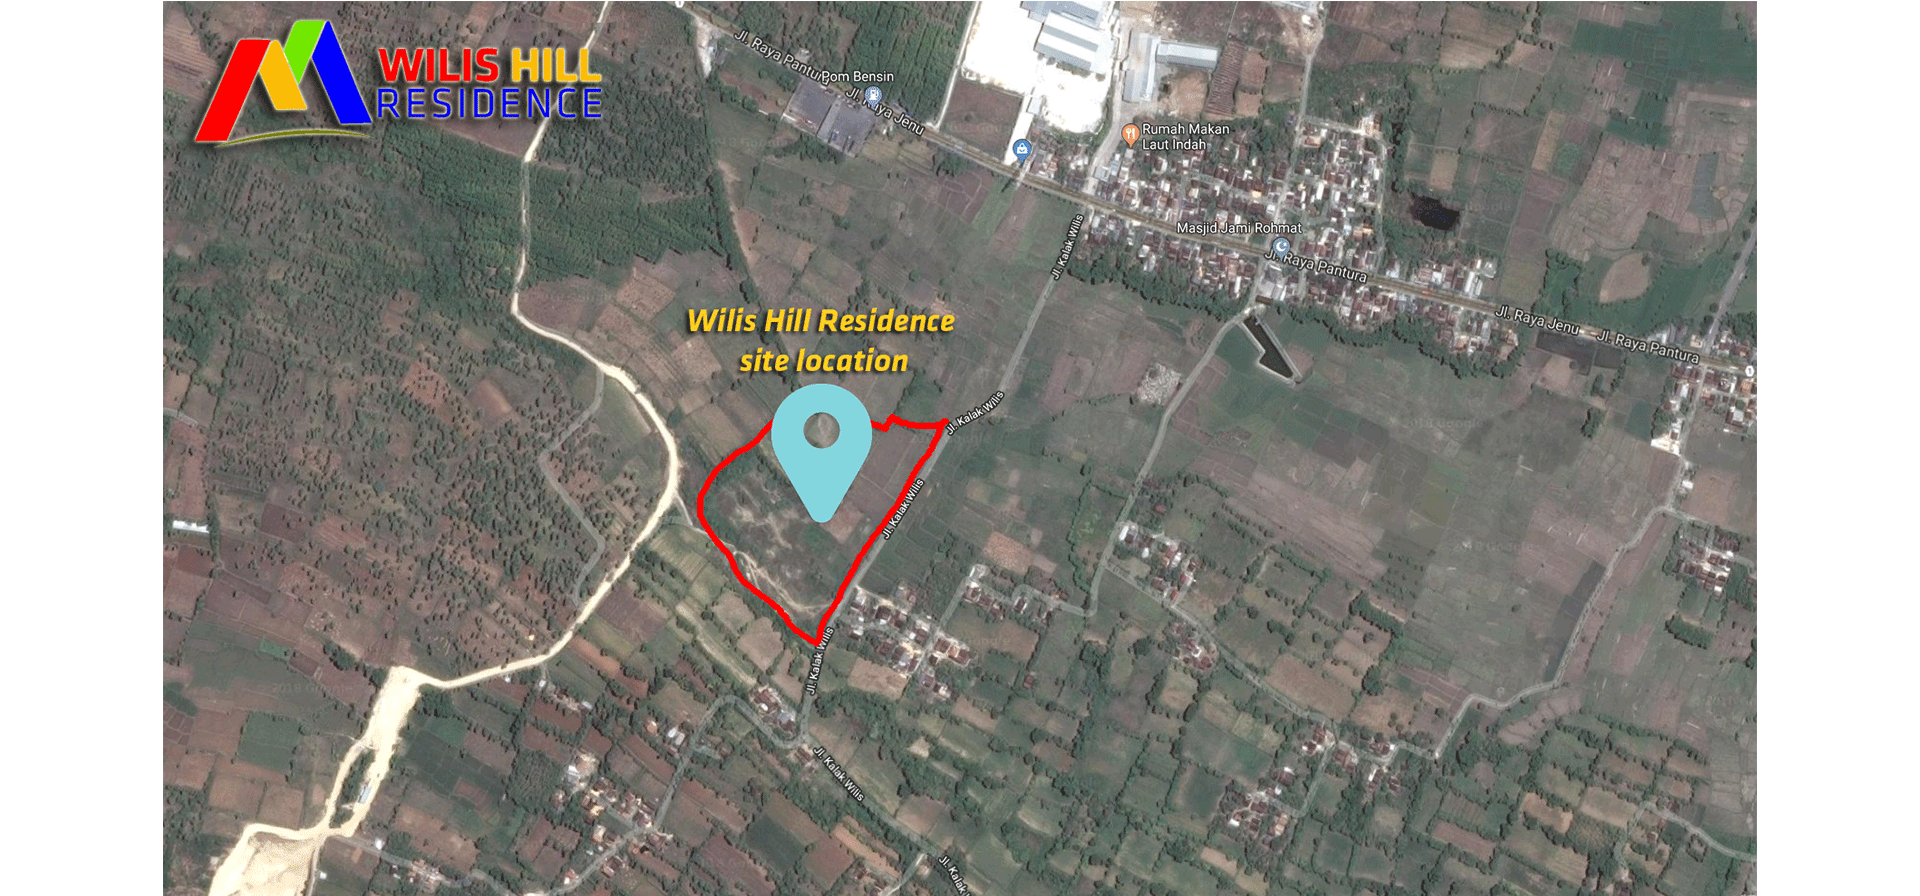 WILIS HILL
RESIDENCE
Jl. Raya Pantura
Pom Bensin
Jl. Raya Jenu
Rumah Makan
Laut Indah
Masjid Jami Rohmat
Jl. Raya Pantura
Jl. Kalak Wilis
Jl. Raya Jenu
Jl. Raya Pantura
1
Wilis Hill Residence
site location
Jl. Kalak Wilis
Jl. Kalak Wilis
Jl. Kalak Wilis
Jl. Kalak Wilis
Jl. Kalak